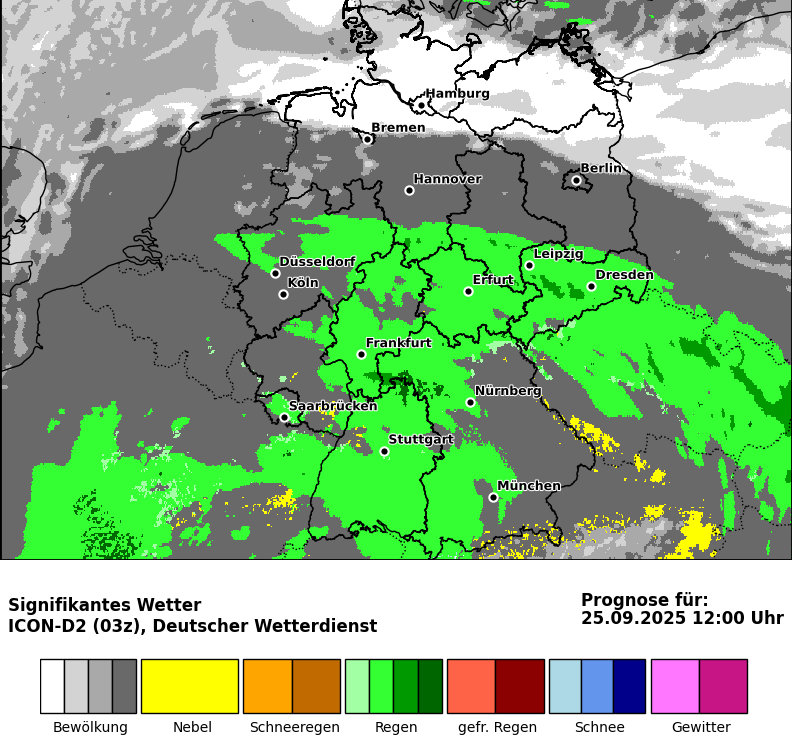 Hamburg
Bremen
Hannover
Berlin
Düsseldorf
Leipzig
Köln
Erfurt
Dresden
Frankfurt
Nürnberg
Saarbrücken
Stuttgart
München
Signifikantes Wetter
ICON-D2 (03z), Deutscher Wetterdienst
Prognose für:
25.09.2025 12:00 Uhr
Bewölkung
Nebel
Schneeregen
Regen
gefr. Regen
Schnee
Gewitter